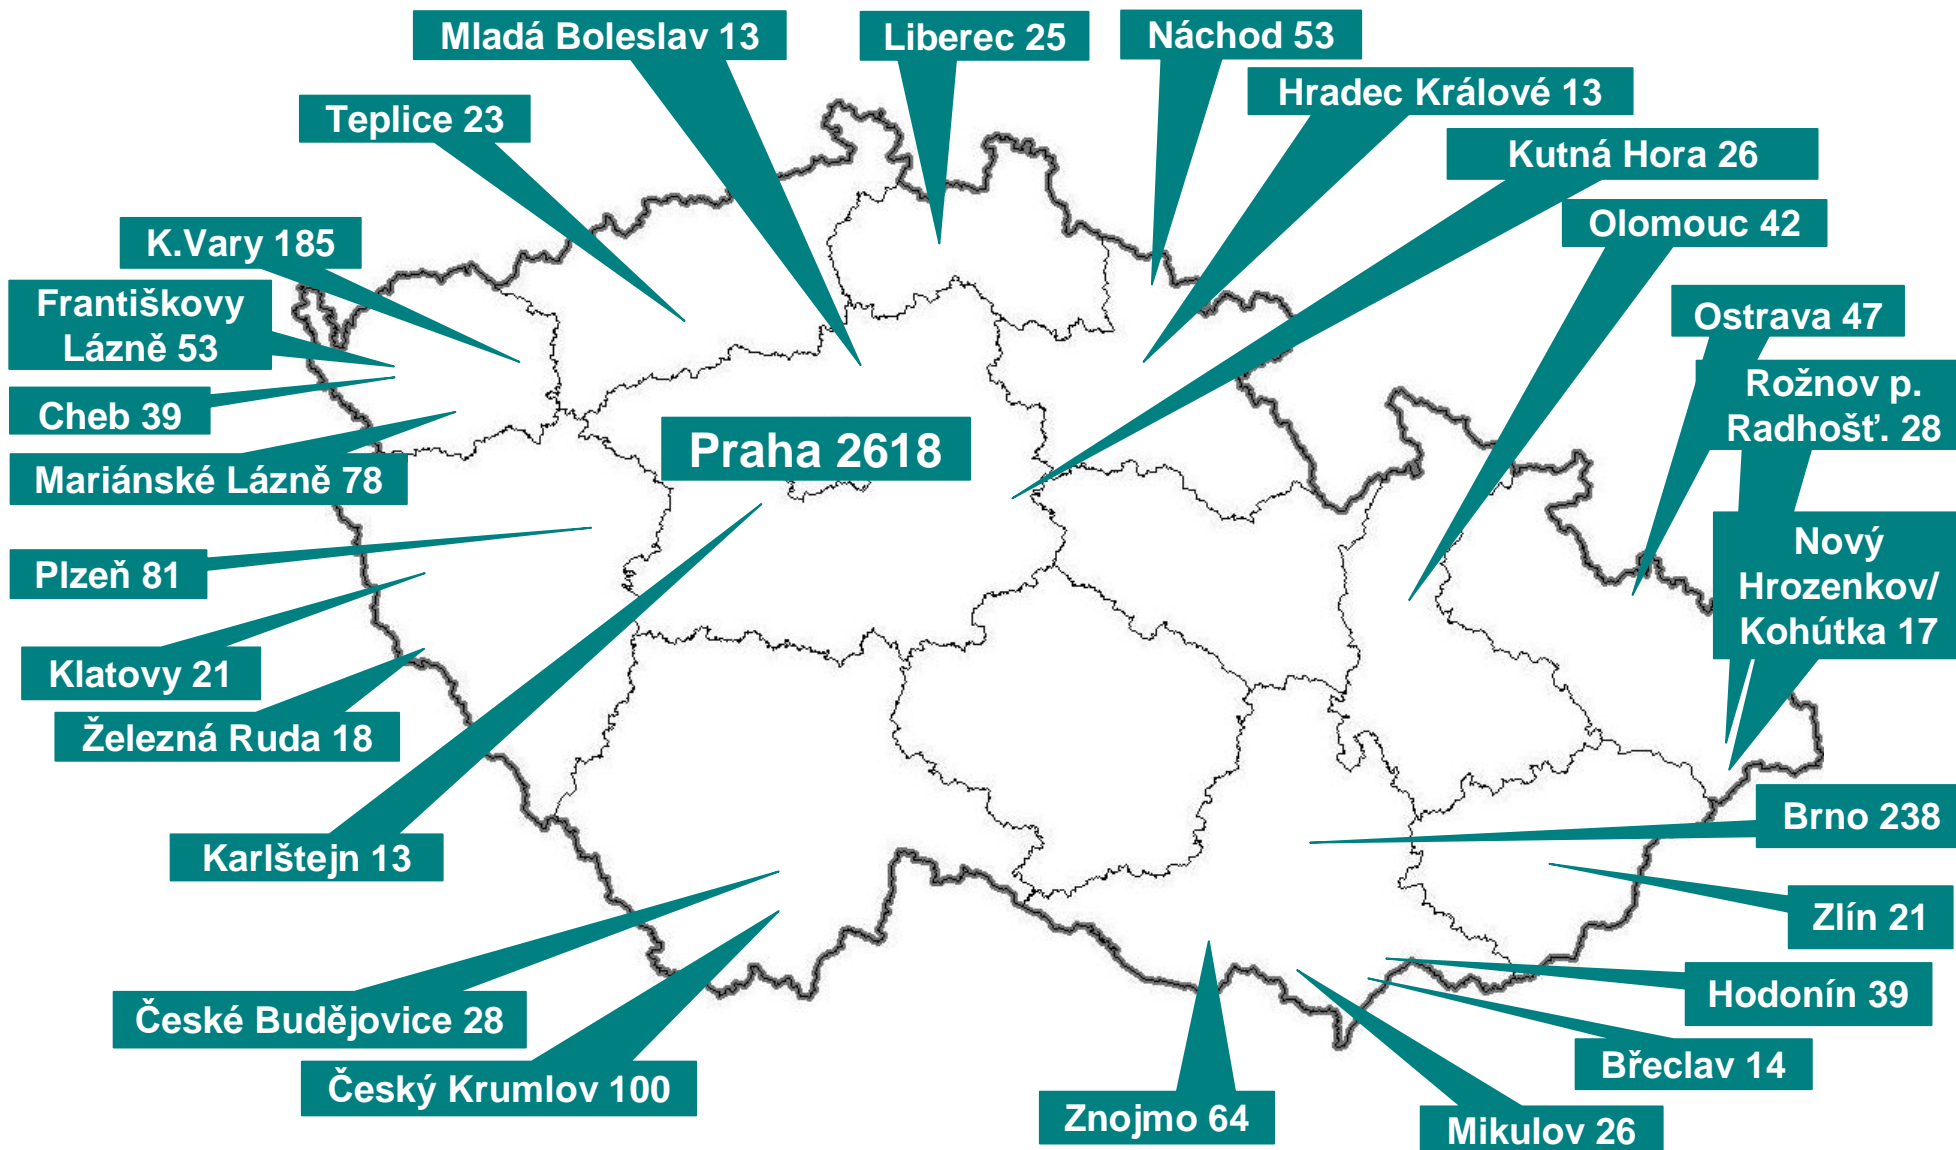 Mladá Boleslav 13
Liberec 25
Náchod 53
Hradec Králové 13
Teplice 23
Kutná Hora 26
Olomouc 42
K.Vary 185
Františkovy
Lázně 53
Ostrava 47
Rožnov p.
Radhošť. 28
Cheb 39
Praha 2618
Mariánské Lázně 78
Nový
Hrozenkov/
Kohútka 17
Plzeň 81
Klatovy 21
Železná Ruda 18
Brno 238
Karlštejn 13
Zlín 21
Hodonín 39
České Budějovice 28
Břeclav 14
Český Krumlov 100
Znojmo 64
Mikulov 26